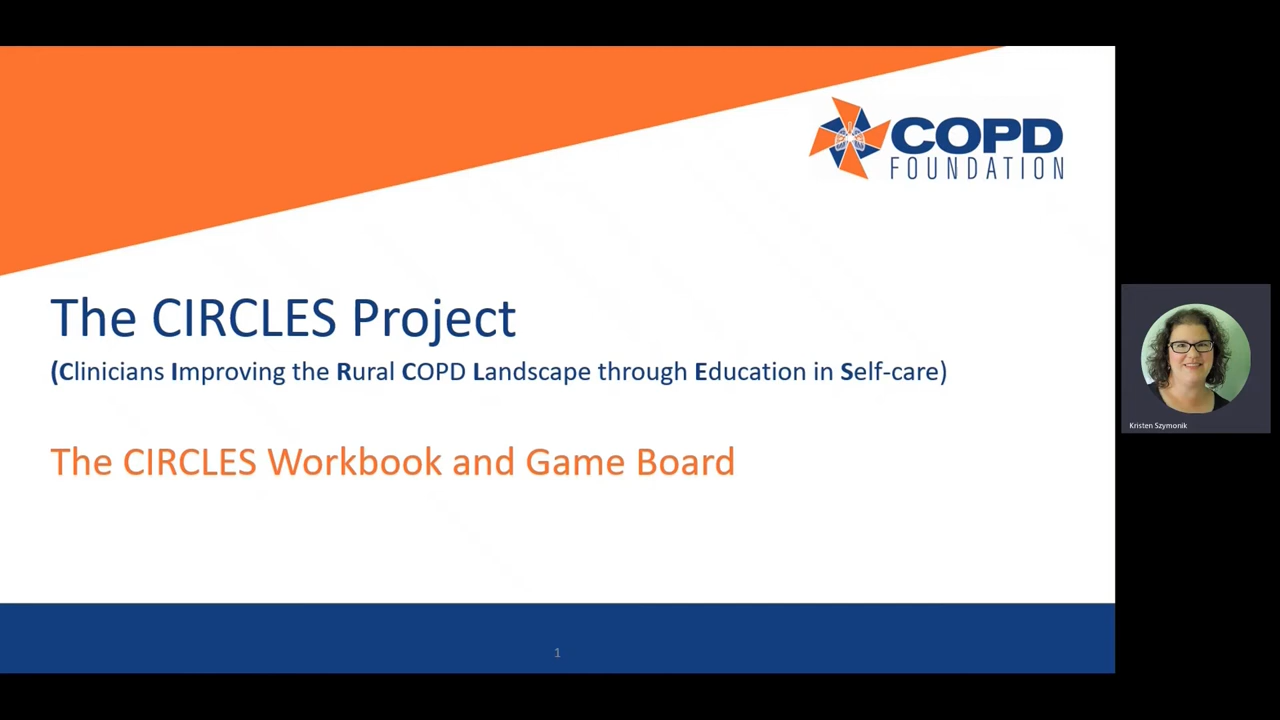 COPD
FOUNDATION
The CIRCLES Project
(Clinicians Improving the Rural COPD Landscape through Education in Self-care)
The CIRCLES Workbook and Game Board
Kristen Szymonik
1